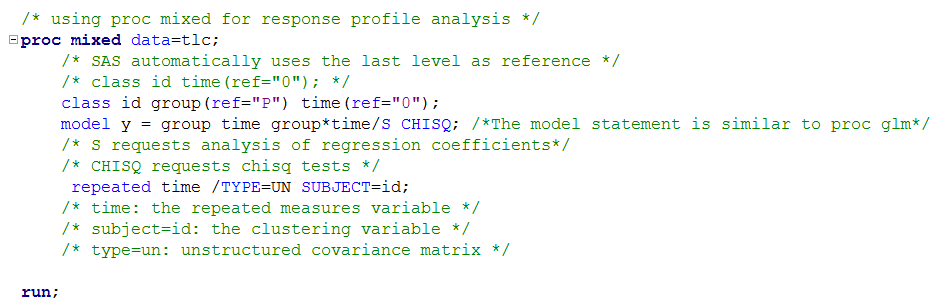 /* using proc mixed for response profile analysis */
proc mixed data=tlc;
/* SAS automatically uses the last level as reference */
/* class id time(ref="0"); */
class id group(ref="P") time(ref="0");
model y = group time group*time/S CHISQ; /*The model statement is similar to proc glm*/
/* S requests analysis of regression coefficients*/
/* CHISQ requests chisq tests */
repeated time /TYPE=UN SUBJECT=id;
/* time: the repeated measures variable */
/* subject=id: the clustering variable */
/* type=un: unstructured covariance matrix */
run;